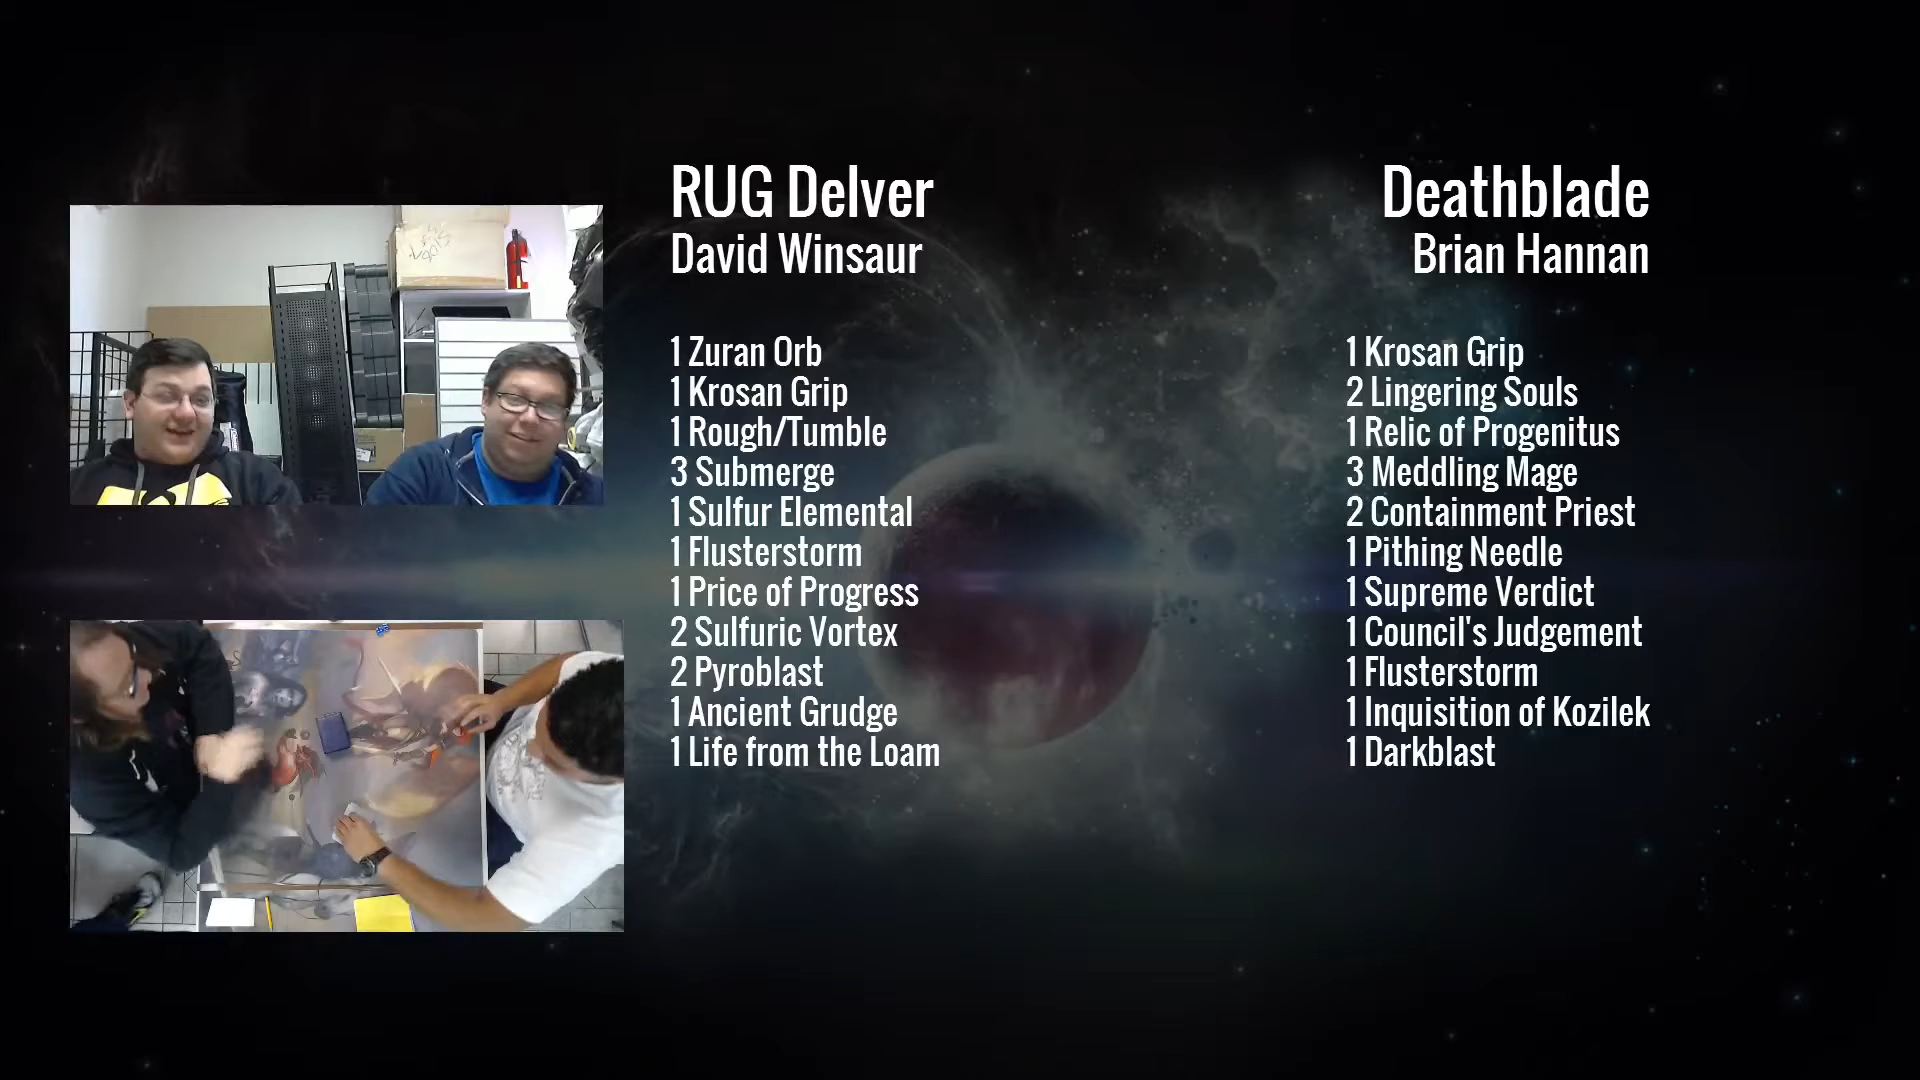 RUG Delver
David Winsaur
1 Zuran Orb
1 Krosan Grip
1 Rough/Tumble
3 Submerge
1 Sulfur Elemental
1 Flusterstorm
1 Price of Progress
2 Sulfuric Vortex
2 Pyroblast
1 Ancient Grudge
1 Life from the Loam
Deathblade
Brian Hannan
1 Krosan Grip
2 Lingering Souls
1 Relic of Progenitus
3 Meddling Mage
2 Containment Priest
1 Pithing Needle
1 Supreme Verdict
1 Council's Judgement
1 Flusterstorm
1 Inquisition of Kozilek
1 Darkblast